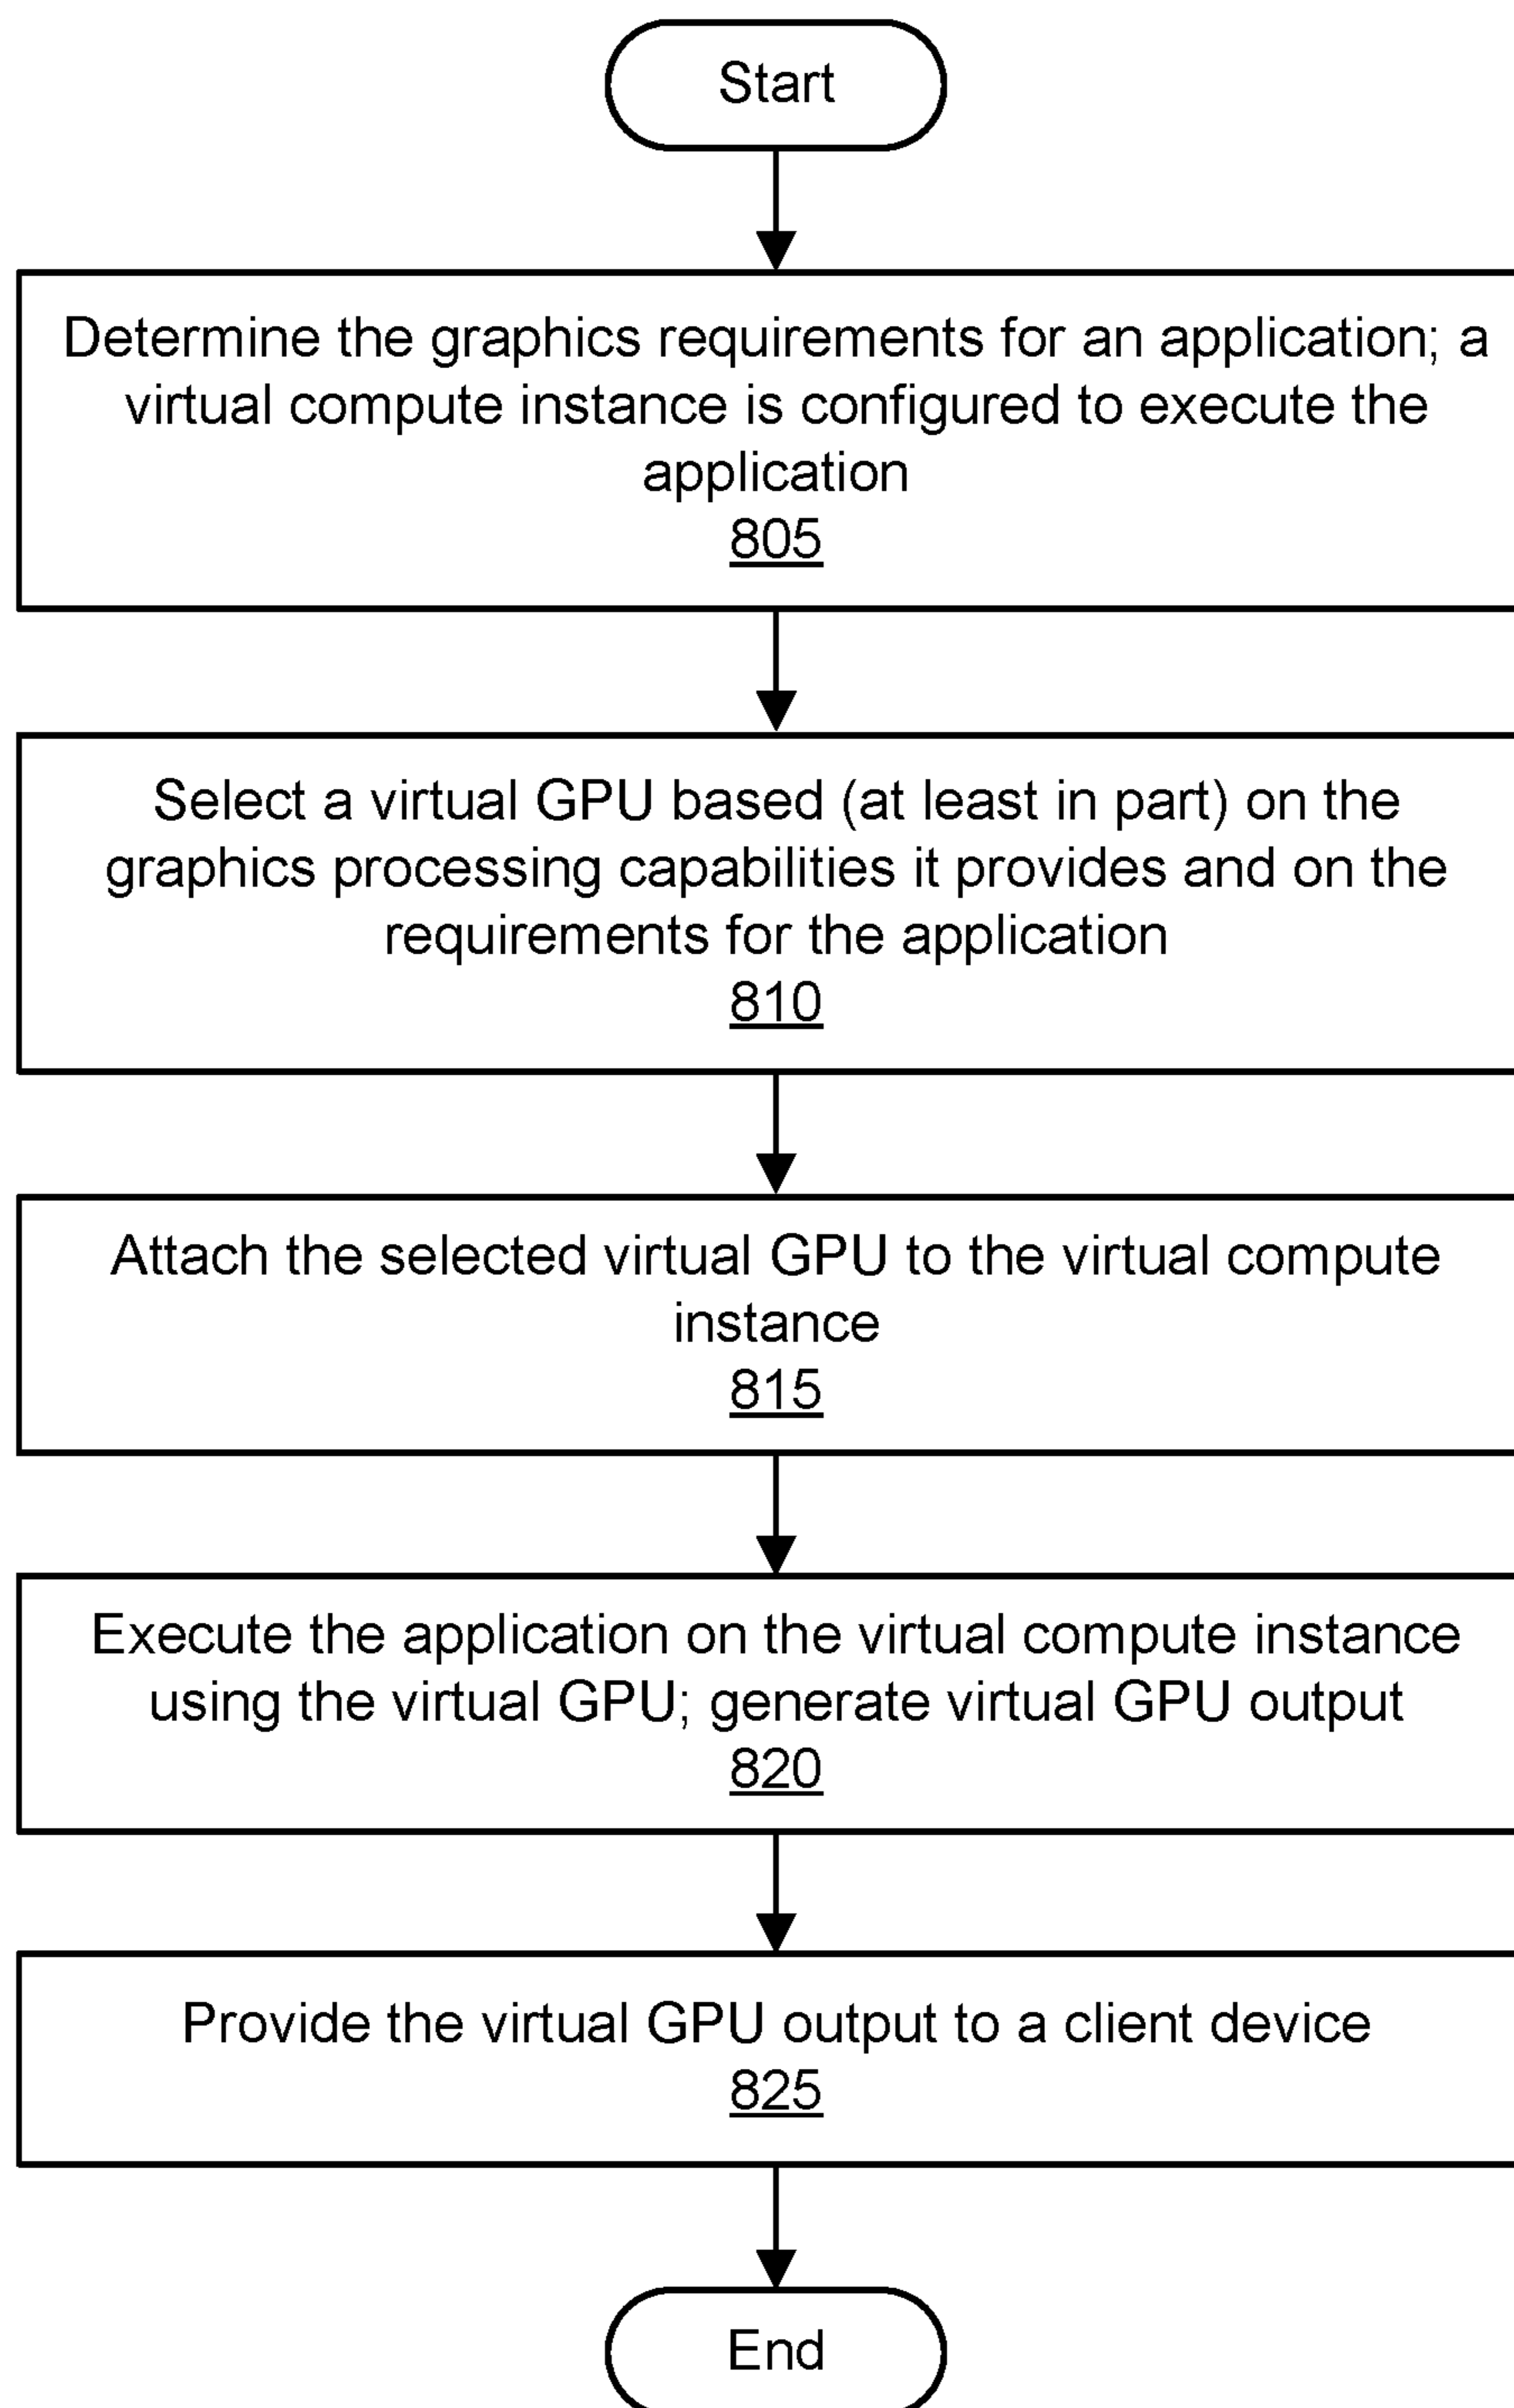 Start
Determine the graphics requirements for an application; a
virtual compute instance is configured to execute the
application
805
Select a virtual GPU based (at least in part) on the
graphics processing capabilities it provides and on the
requirements for the application
810
Attach the selected virtual GPU to the virtual compute
instance
815
Execute the application on the virtual compute instance
using the virtual GPU; generate virtual GPU output
820
Provide the virtual GPU output to a client device
825
End